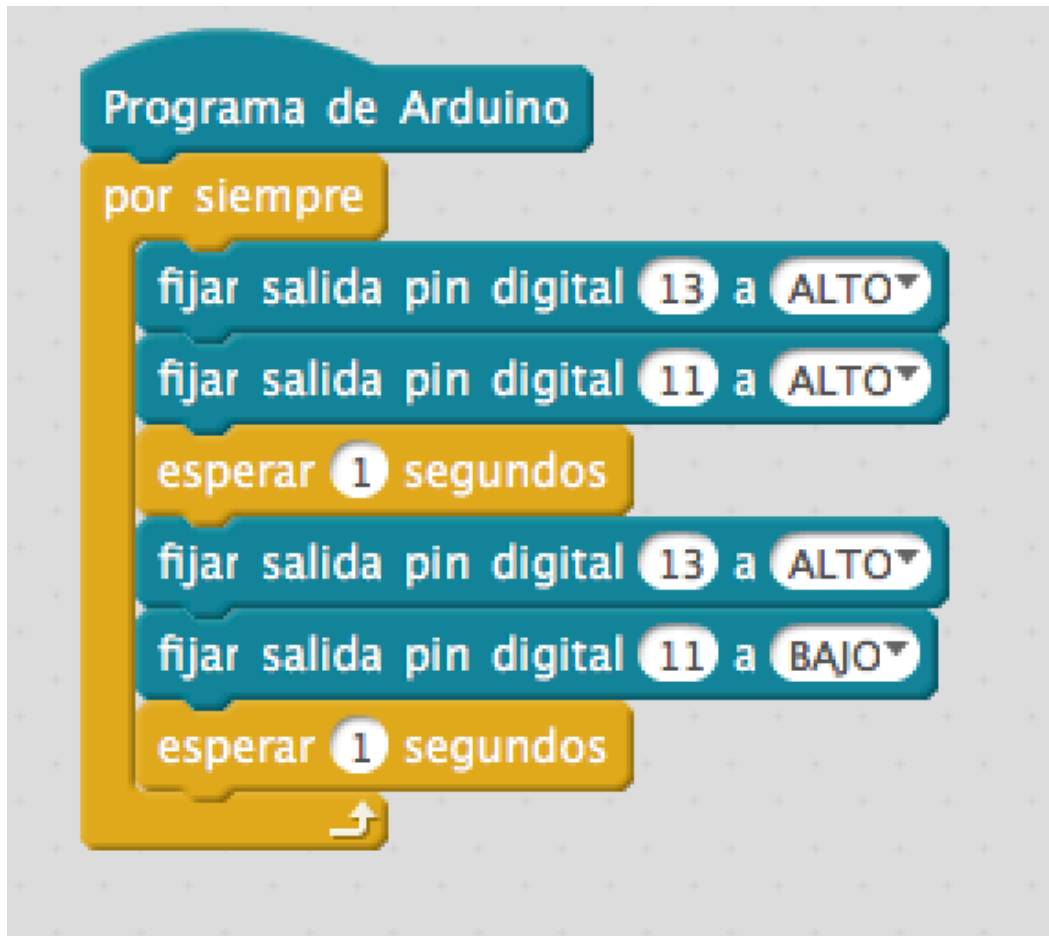 Programa de Arduino
por siempre
fijar salida pin digital 13 a ALTO
fijar salida pin digital 11 a ALTO
esperar 1 segundos
fijar salida pin digital 13 a ALTO
fijar salida pin digital 11 a BAJO
esperar 1 segundos